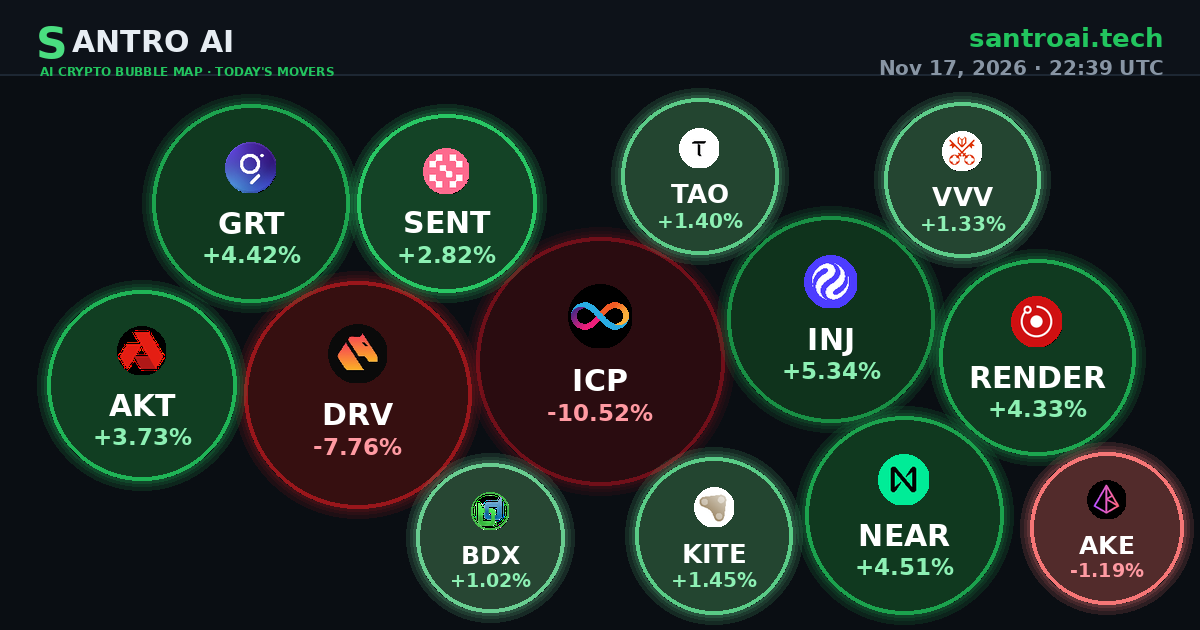 SANTRO AI
AI CRYPTO BUBBLE MAP · TODAY'S MOVERS
santroai.tech
Nov 17, 2026 · 22:39 UTC
GRT
+4.42%
SENT
+2.82%
TAO
+1.40%
VVV
+1.33%
AKT
+3.73%
DRV
-7.76%
ICP
-10.52%
INJ
+5.34%
RENDER
+4.33%
BDX
+1.02%
KITE
+1.45%
NEAR
+4.51%
AKE
-1.19%